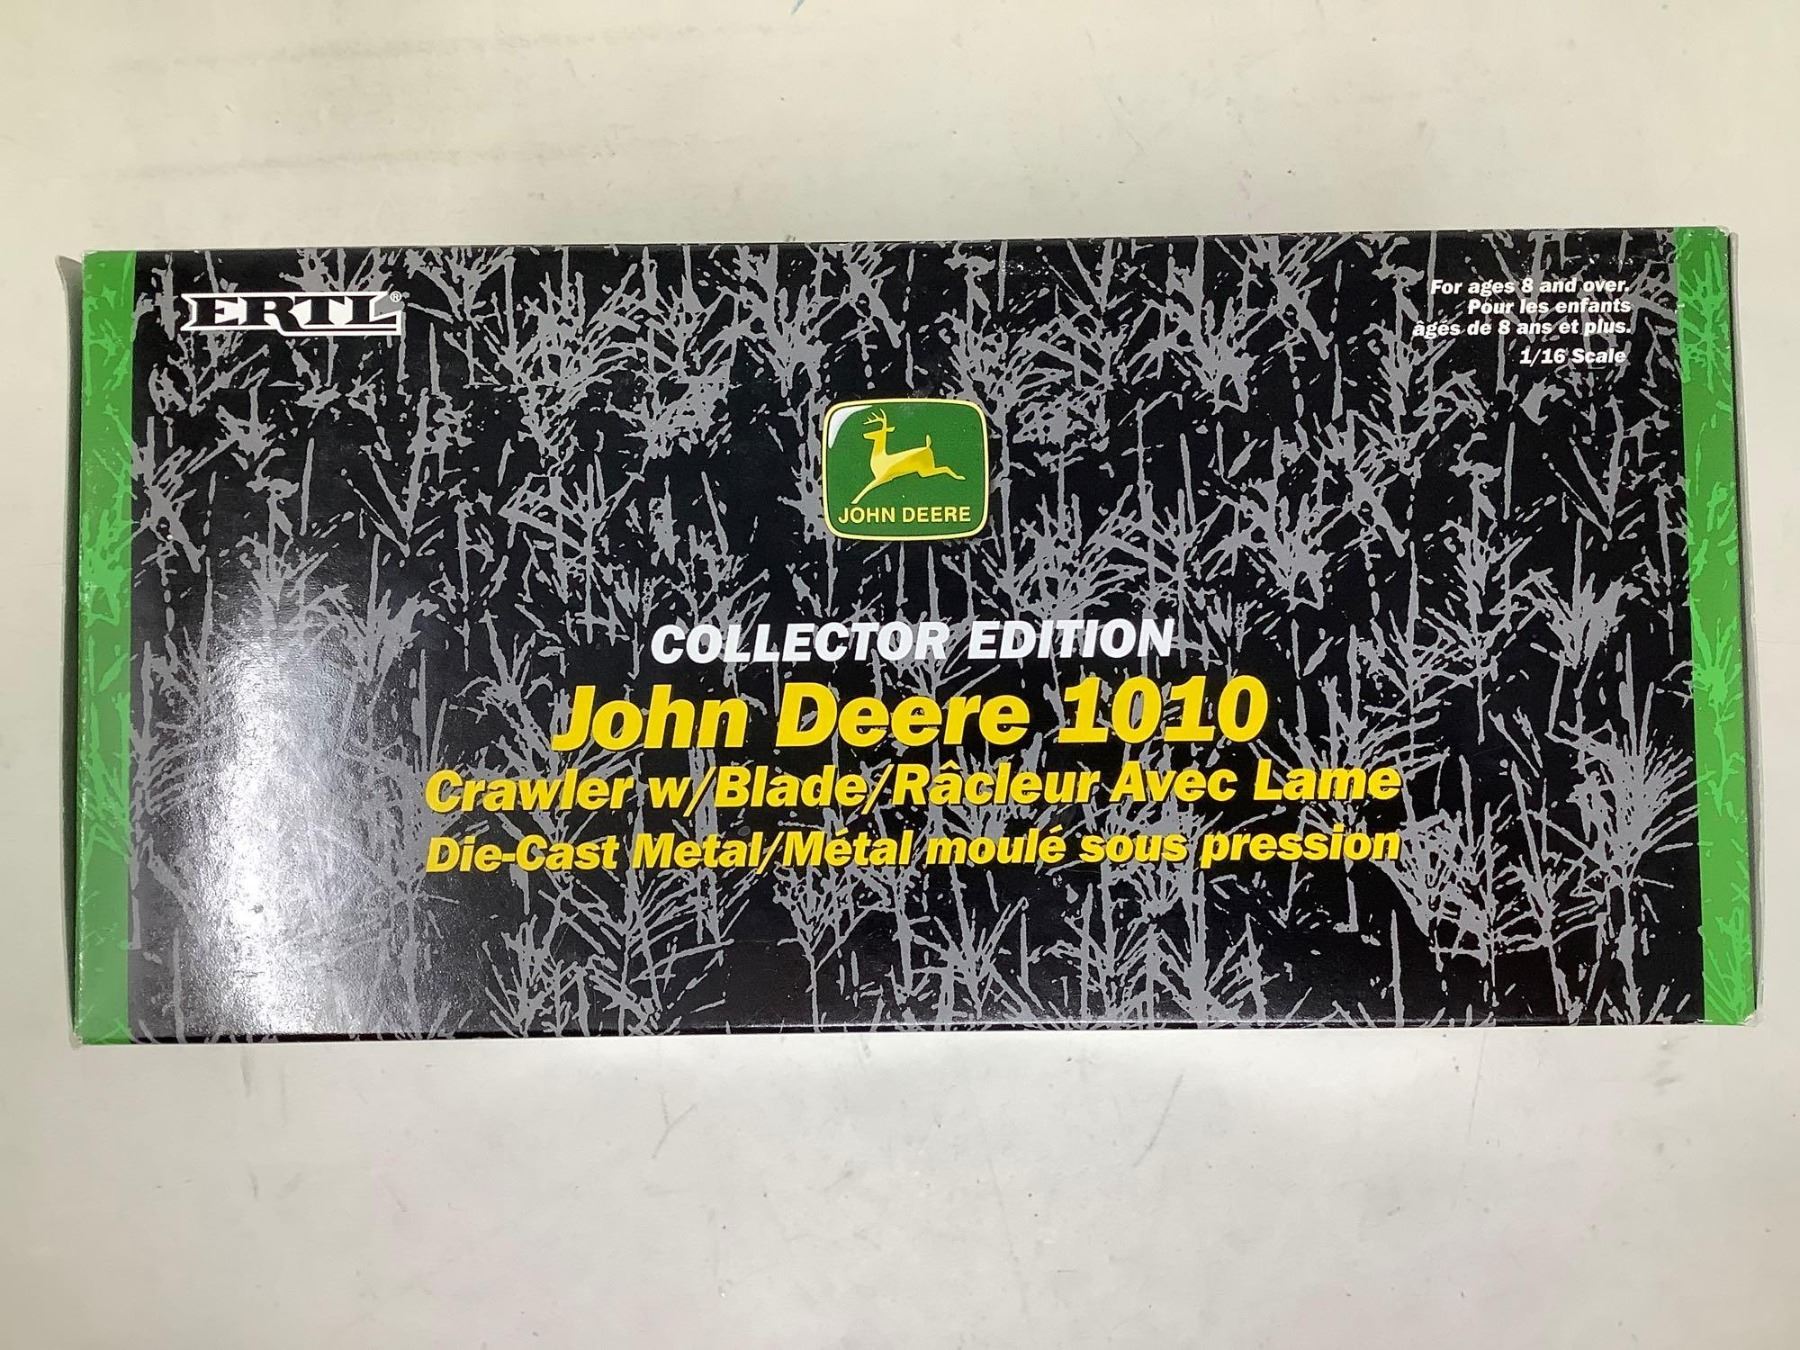 ERTL®
For ages 8 and over.
Pour les enfants
âgés de 8 ans et plus.
1/16 Scale
JOHN DEERE
COLLECTOR EDITION
John Deere 1010
Crawler w/Blade/Râcleur Avec Lame
Die-Cast Metal/Métal moulé sous pression